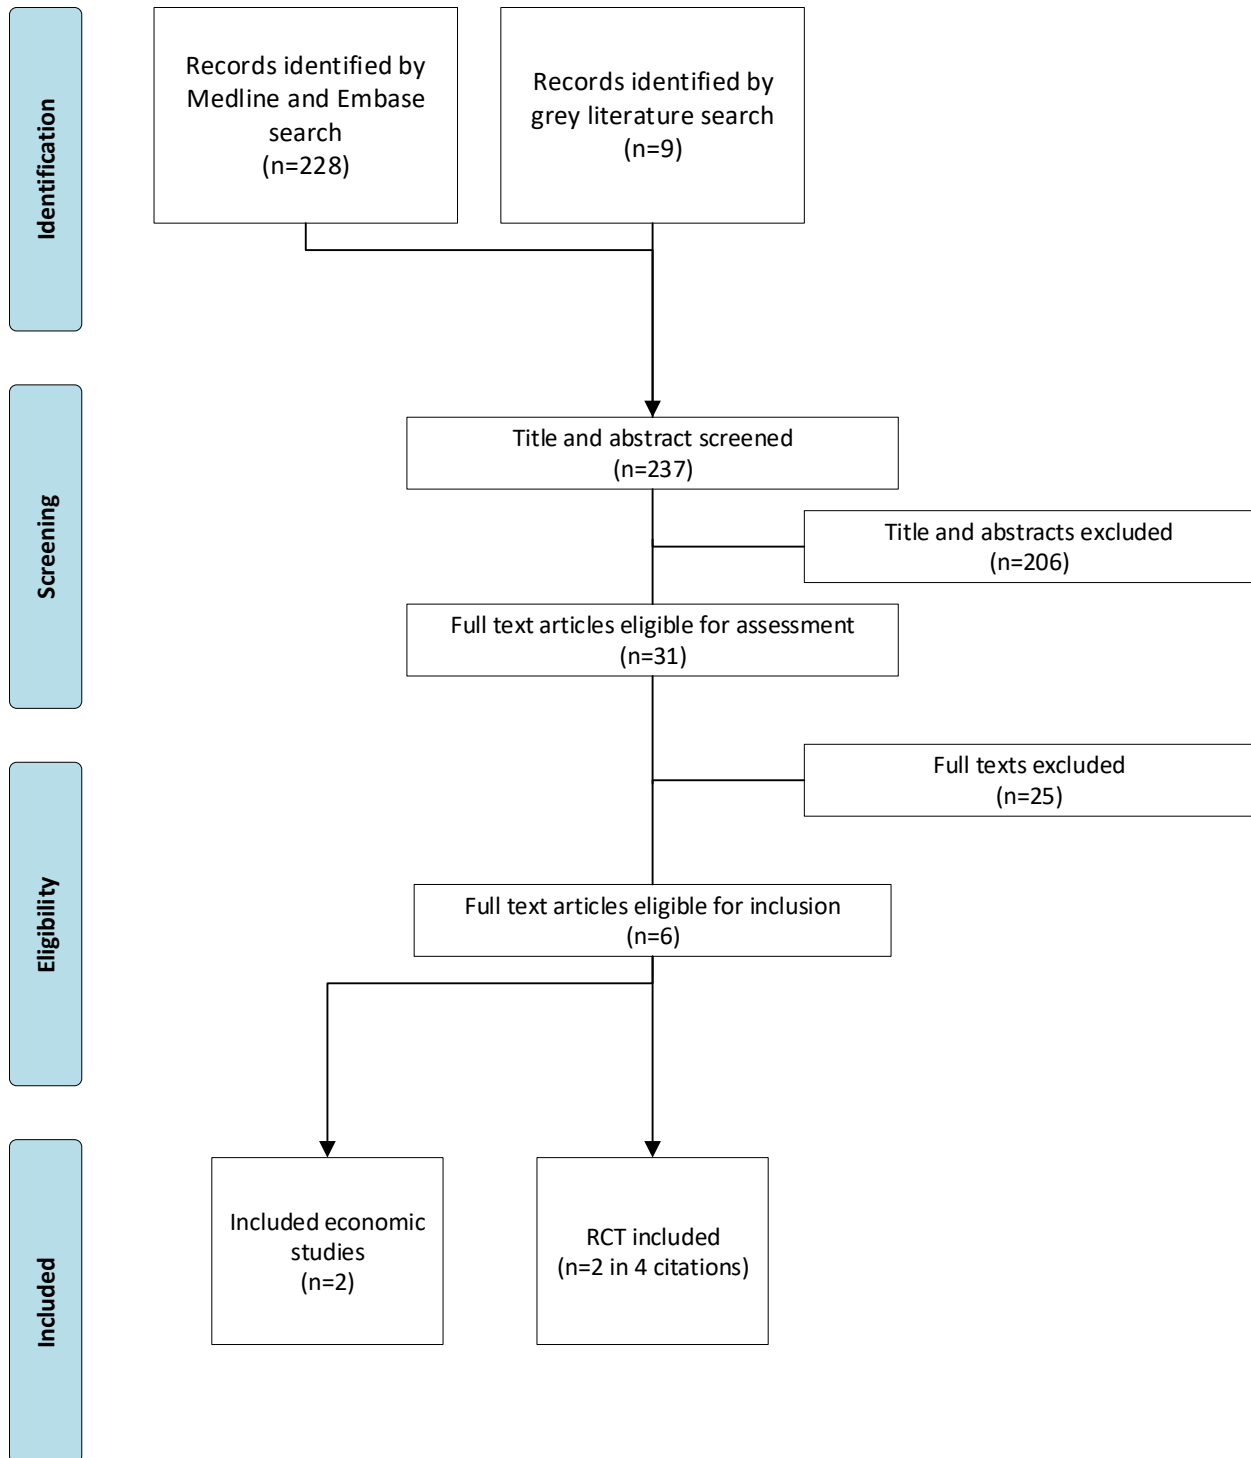 Identification
Records identified by
Medline and Embase
search
(n=228)
Records identified by
grey literature search
(n=9)
Screening
Title and abstract screened
(n=237)
Title and abstracts excluded
(n=206)
Full text articles eligible for assessment
(n=31)
Eligibility
Full texts excluded
(n=25)
Full text articles eligible for inclusion
(n=6)
Included
Included economic
studies
(n=2)
RCT included
(n=2 in 4 citations)